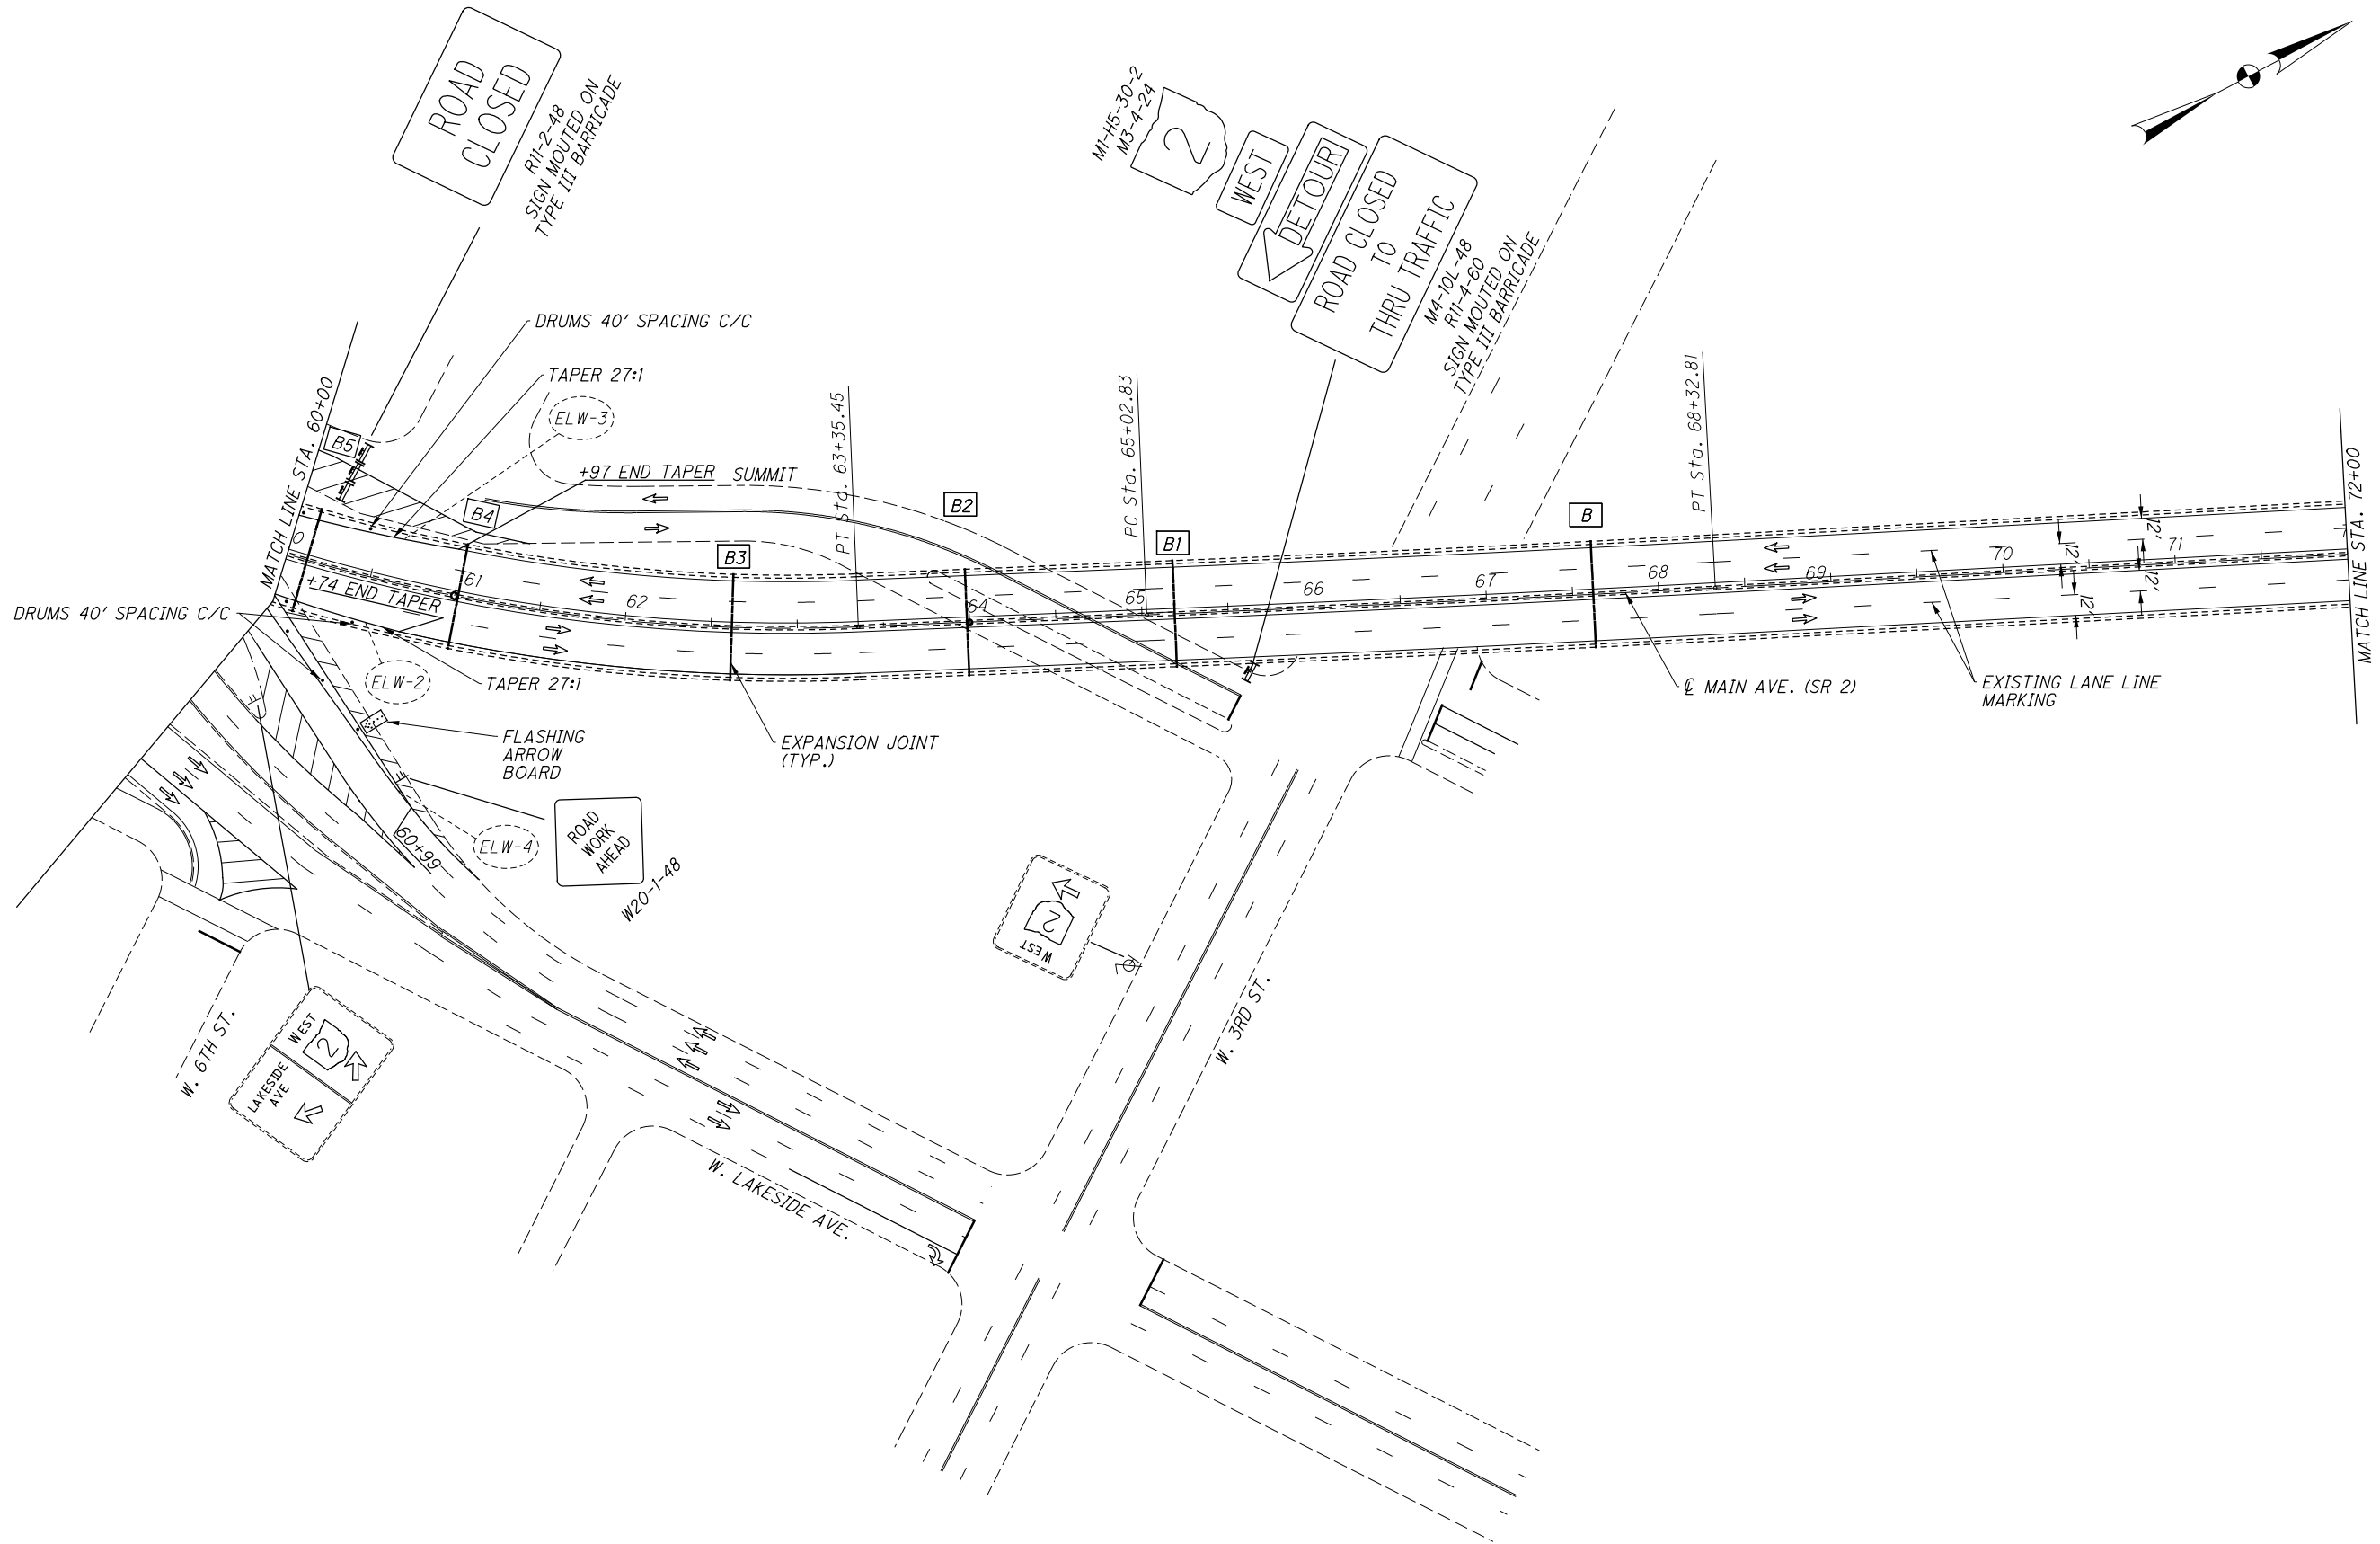 ROAD
CLOSED
R11-2-48
SIGN MOUTED ON
TYPE III BARRICADE
M1-H5-30-2
M3-4-24
2
WEST
DETOUR
ROAD CLOSED
TO
THRU TRAFFIC
M4-10L-48
R11-4-60
SIGN MOUTED ON
TYPE III BARRICADE
DRUMS 40' SPACING C/C
TAPER 27:1
ELW-3
+97 END TAPER
SUMMIT
MATCH LINE STA. 60+00
B5
B4
B3
B2
B1
B
PT Sta. 63+35.45
PC Sta. 65+02.83
PT Sta. 68+32.81
MATCH LINE STA. 72+00
0
61
62
64
65
66
67
68
69
70
71
7
12'
12'
12'
12'
+74 END TAPER
DRUMS 40' SPACING C/C
ELW-2
TAPER 27:1
FLASHING
ARROW
BOARD
EXPANSION JOINT
(TYP.)
℄ MAIN AVE. (SR 2)
EXISTING LANE LINE
MARKING
60+99
ELW-4
ROAD
WORK
AHEAD
W20-1-48
2
WEST
W. 3RD ST.
W. 6TH ST.
WEST
2
LAKESIDE
AVE
W. LAKESIDE AVE.